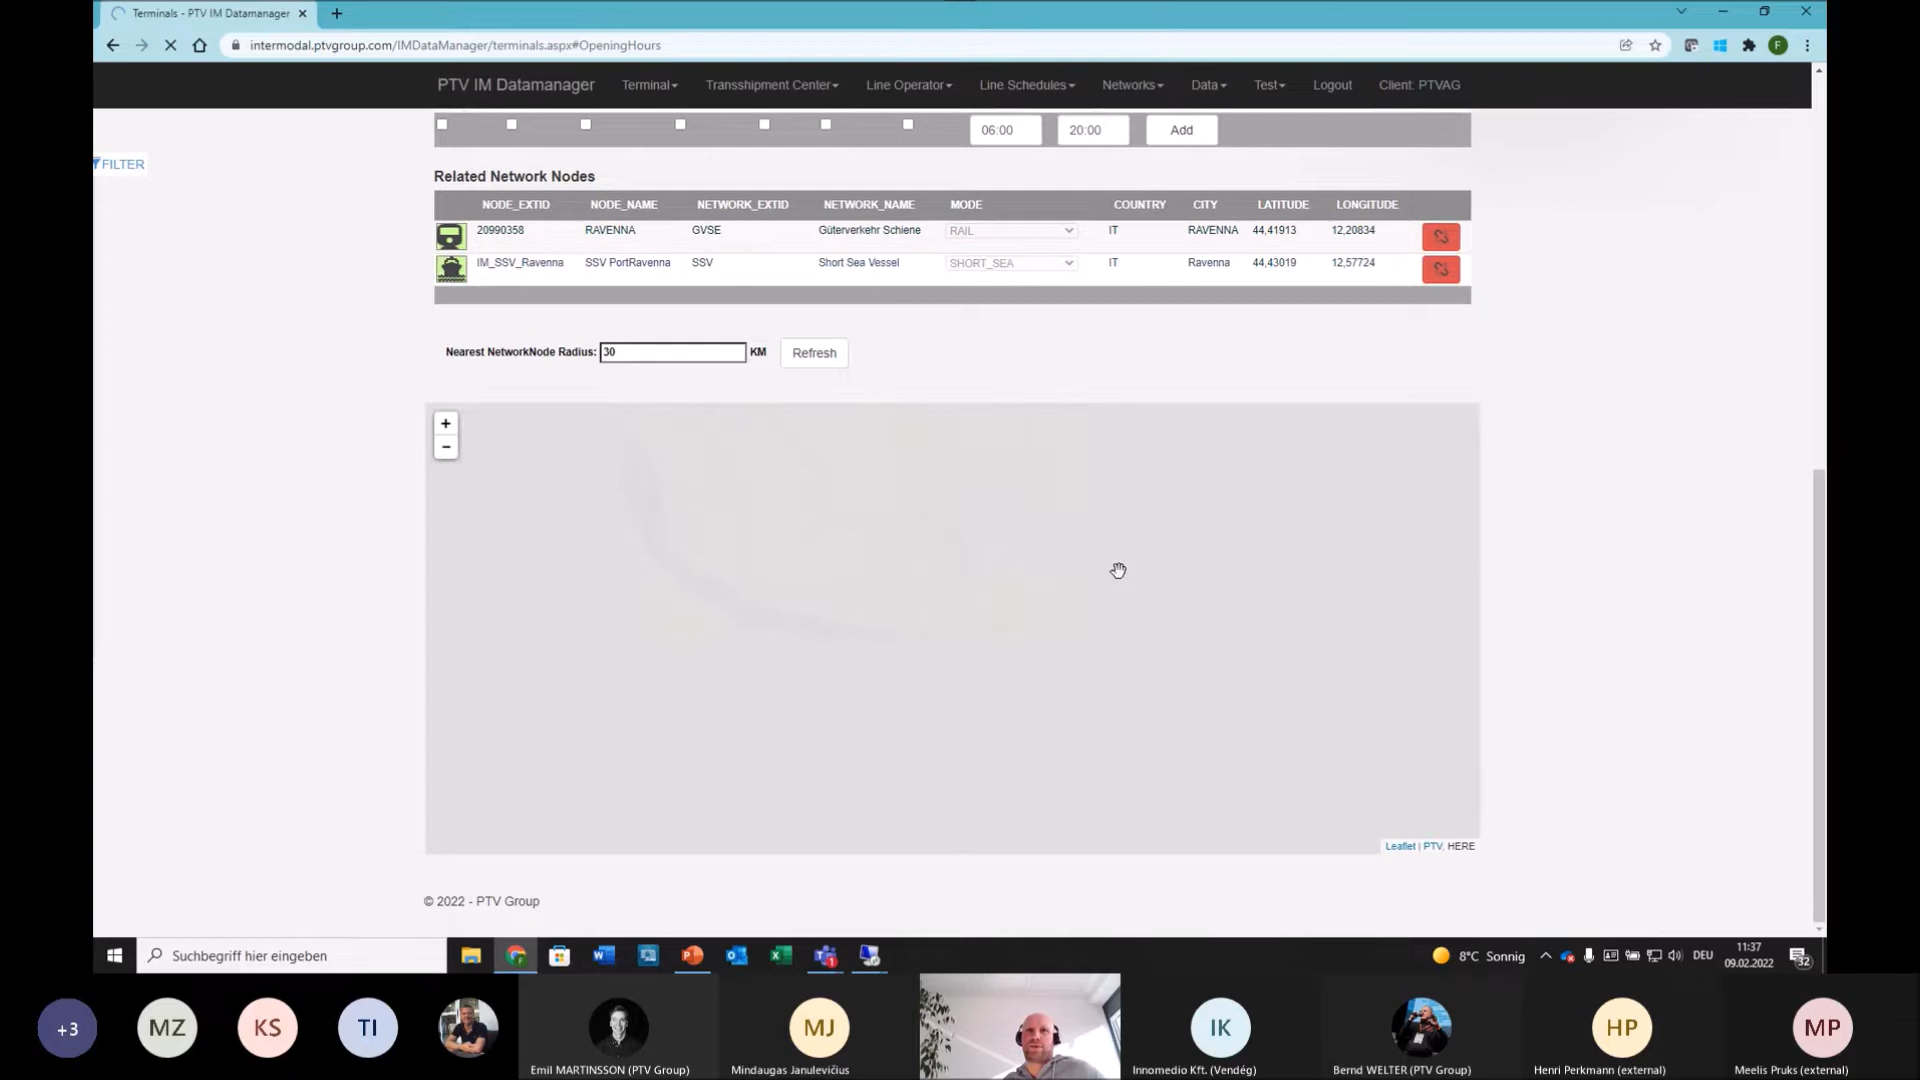 Terminals - PTV IM Datamanager
intermodal.ptvgroup.com/IMDataManager/terminals.aspx#OpeningHours
F
PTV IM Datamanager Terminal Transshipment Center Line Operator Line Schedules Networks Data Test Logout Client: PTVAG
06:00 20:00 Add
FILTER
Related Network Nodes
NODE_EXTID NODE_NAME NETWORK_EXTID NETWORK_NAME MODE COUNTRY CITY LATITUDE LONGITUDE
20990358 RAVENNA GVSE Güterverkehr Schiene RAIL IT RAVENNA 44,41913 12,20834
IM_SSV_Ravenna SSV PortRavenna SSV Short Sea Vessel SHORT_SEA IT Ravenna 44,43019 12,57724
Nearest NetworkNode Radius: 30 KM Refresh
+
−
Leaflet | PTV, HERE
© 2022 - PTV Group
Suchbegriff hier eingeben
8°C Sonnig
DEU
11:37
09.02.2022
32
+3 MZ KS TI MJ IK HP MP
Emil MARTINSSON (PTV Group) Mindaugas Janulevičius Innomedio Kft. (Vendég) Bernd WELTER (PTV Group) Henri Perkmann (external) Meelis Pruks (external)